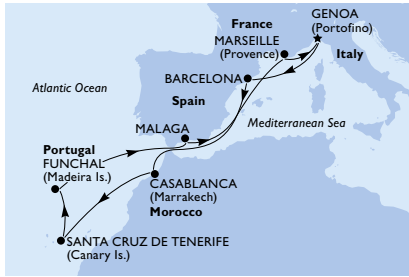 GENOA
(Portofino)
France
MARSEILLE
(Provence)
Italy
BARCELONA
Atlantic Ocean
Spain
Mediterranean Sea
MALAGA
Portugal
FUNCHAL
(Madeira Is.)
CASABLANCA
(Marrakech)
Morocco
SANTA CRUZ DE TENERIFE
(Canary Is.)